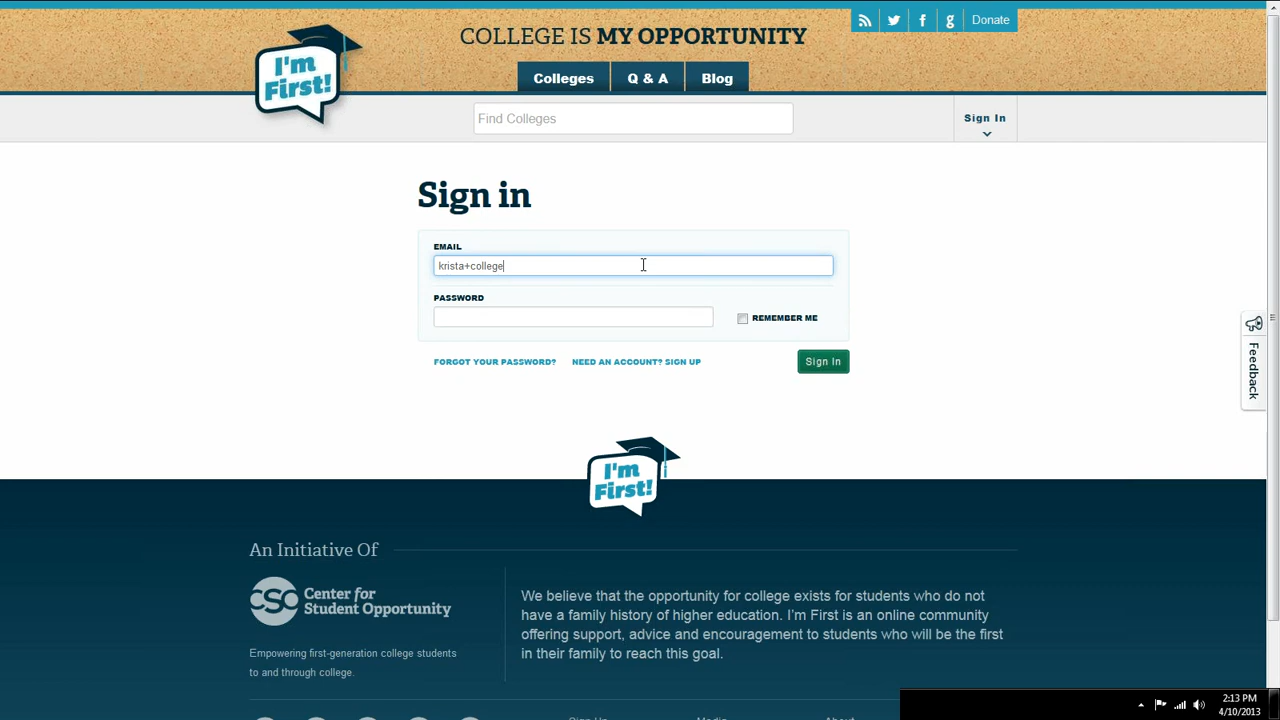 COLLEGE IS MY OPPORTUNITY
Donate
I'm First!
Colleges
Q & A
Blog
Find Colleges
Sign In
Sign in
EMAIL
krista+college
PASSWORD
REMEMBER ME
FORGOT YOUR PASSWORD?
NEED AN ACCOUNT? SIGN UP
Sign In
Feedback
I'm First!
An Initiative Of
CSO Center for
Student Opportunity
Empowering first-generation college students
to and through college.
We believe that the opportunity for college exists for students who do not
have a family history of higher education. I'm First is an online community
offering support, advice and encouragement to students who will be the first
in their family to reach this goal.
Sign Up
Media
About
2:13 PM
4/10/2013